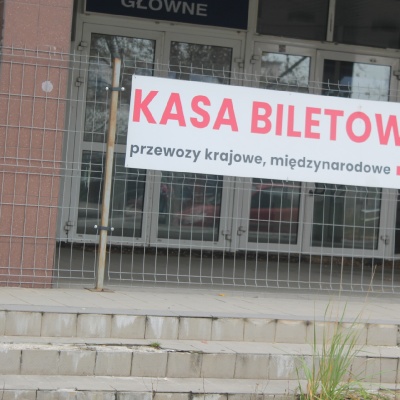 GŁÓWNE
KASA BILETOW
przewozy krajowe, międzynarodowe